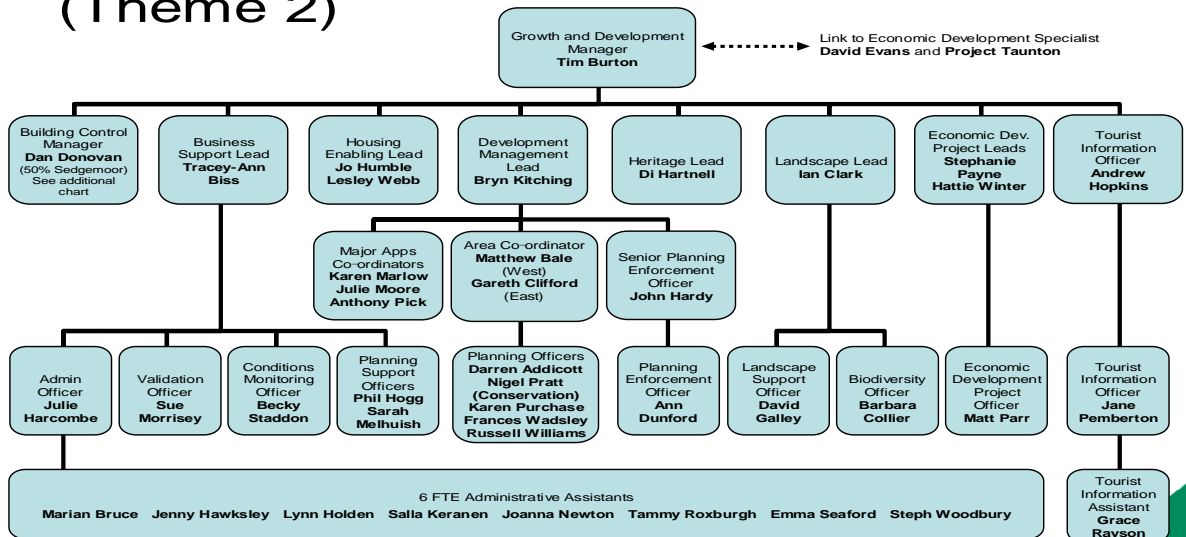 (Theme 2)
Growth and Development
Manager
Tim Burton
Link to Economic Development Specialist
David Evans and Project Taunton
Building Control
Manager
Dan Donovan
(50% Sedgemoor)
See additional
chart
Business
Support Lead
Tracey-Ann
Biss
Housing
Enabling Lead
Jo Humble
Lesley Webb
Development
Management
Lead
Bryn Kitching
Heritage Lead
Di Hartnell
Landscape Lead
Ian Clark
Economic Dev.
Project Leads
Stephanie
Payne
Hattie Winter
Tourist
Information
Officer
Andrew
Hopkins
Major Apps
Co-ordinators
Karen Marlow
Julie Moore
Anthony Pick
Area Co-ordinator
Matthew Bale
(West)
Gareth Clifford
(East)
Senior Planning
Enforcement
Officer
John Hardy
Admin
Officer
Julie
Harcombe
Validation
Officer
Sue
Morrisey
Conditions
Monitoring
Officer
Becky
Staddon
Planning
Support
Officers
Phil Hogg
Sarah
Melhuish
Planning Officers
Darren Addicott
Nigel Pratt
(Conservation)
Karen Purchase
Frances Wadsley
Russell Williams
Planning
Enforcement
Officer
Ann
Dunford
Landscape
Support
Officer
David
Galley
Biodiversity
Officer
Barbara
Collier
Economic
Development
Project
Officer
Matt Parr
Tourist
Information
Officer
Jane
Pemberton
6 FTE Administrative Assistants
Marian Bruce Jenny Hawksley Lynn Holden Salla Keranen Joanna Newton Tammy Roxburgh Emma Seaford Steph Woodbury
Tourist
Information
Assistant
Grace
Rayson